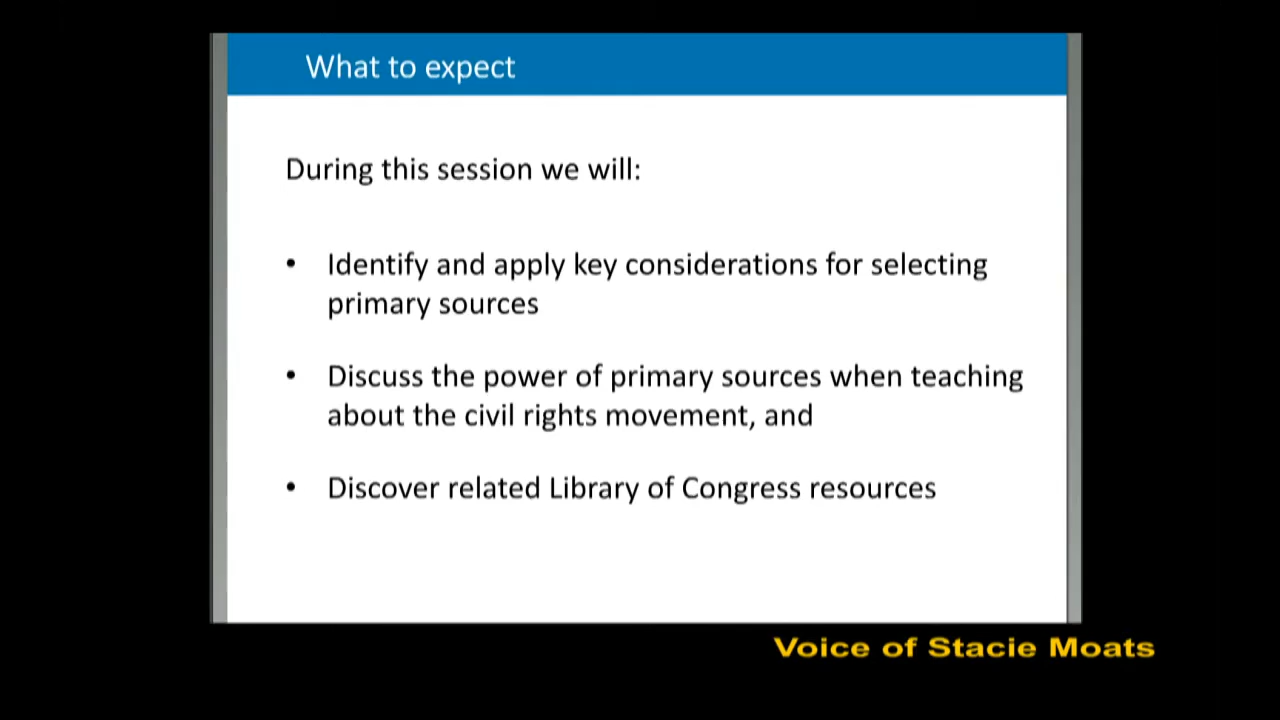 What to expect
During this session we will:
• Identify and apply key considerations for selecting
primary sources
• Discuss the power of primary sources when teaching
about the civil rights movement, and
• Discover related Library of Congress resources
Voice of Stacie Moats